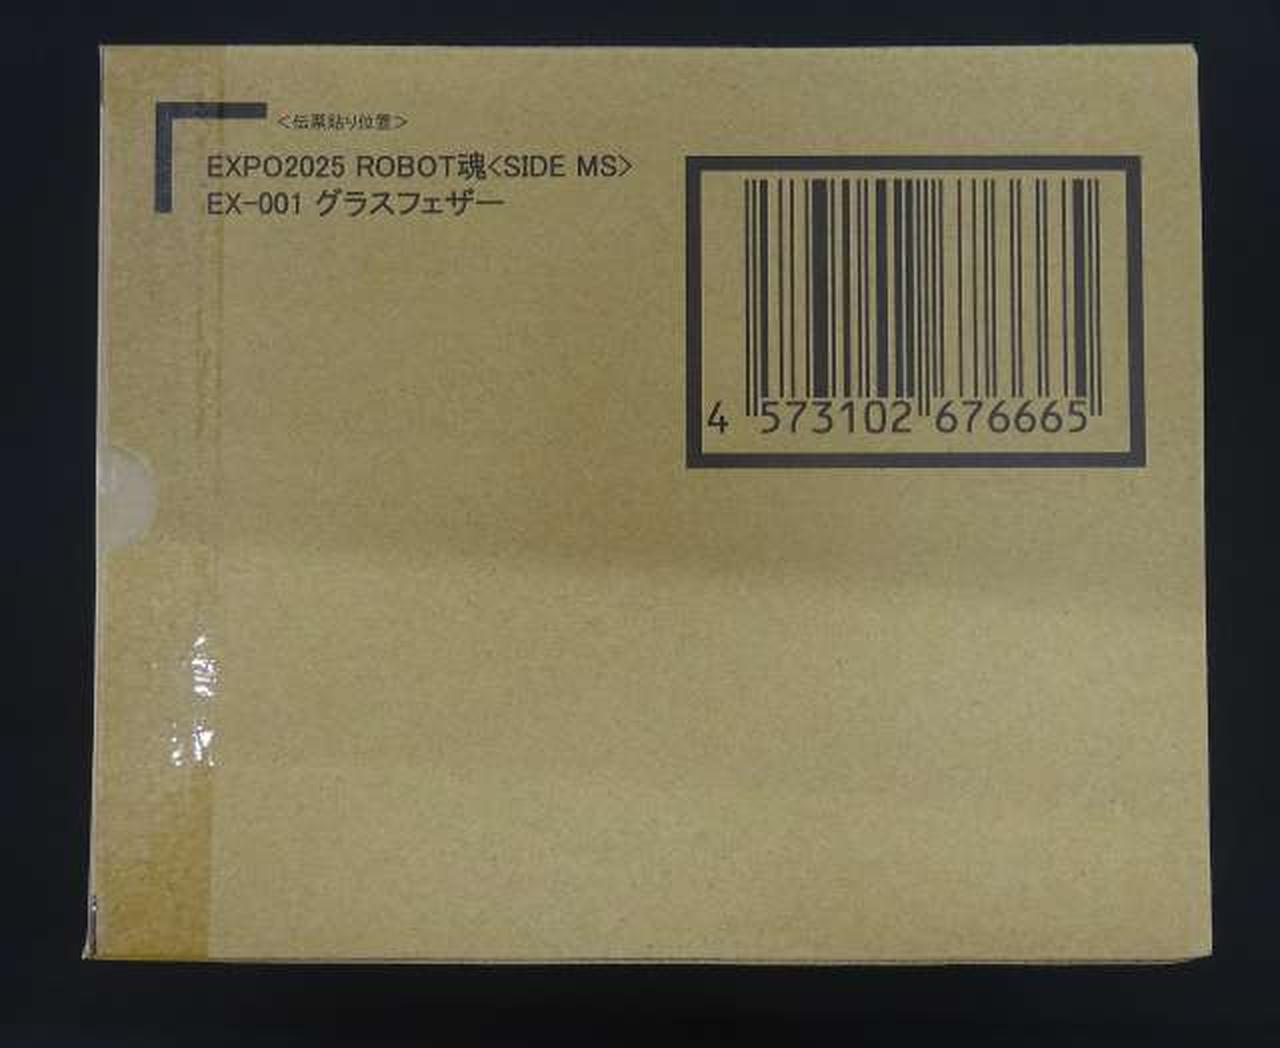 <伝票貼り位置>
EXPO2025 ROBOT魂<SIDE MS>
EX-001 グラスフェザー
4 573102 676665